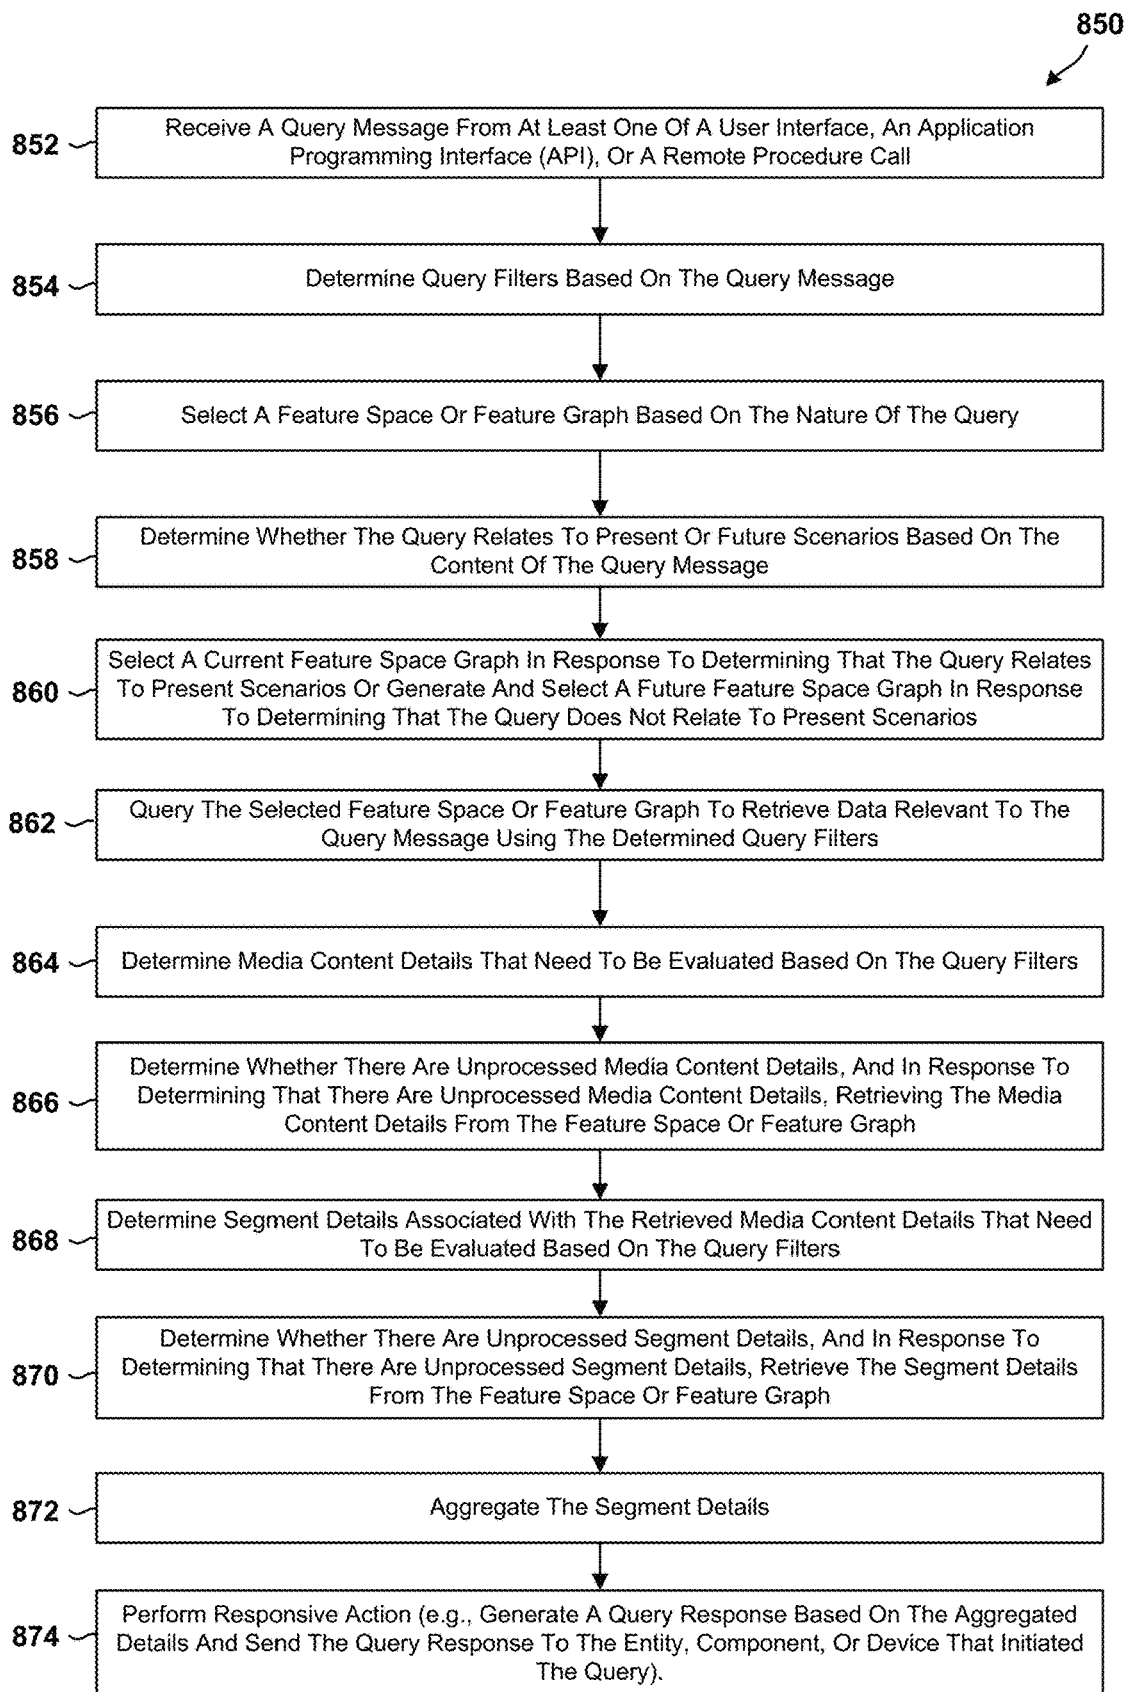 850
852
Receive A Query Message From At Least One Of A User Interface, An Application
Programming Interface (API), Or A Remote Procedure Call
854
Determine Query Filters Based On The Query Message
856
Select A Feature Space Or Feature Graph Based On The Nature Of The Query
858
Determine Whether The Query Relates To Present Or Future Scenarios Based On The
Content Of The Query Message
860
Select A Current Feature Space Graph In Response To Determining That The Query Relates
To Present Scenarios Or Generate And Select A Future Feature Space Graph In Response
To Determining That The Query Does Not Relate To Present Scenarios
862
Query The Selected Feature Space Or Feature Graph To Retrieve Data Relevant To The
Query Message Using The Determined Query Filters
864
Determine Media Content Details That Need To Be Evaluated Based On The Query Filters
866
Determine Whether There Are Unprocessed Media Content Details, And In Response To
Determining That There Are Unprocessed Media Content Details, Retrieving The Media
Content Details From The Feature Space Or Feature Graph
868
Determine Segment Details Associated With The Retrieved Media Content Details That Need
To Be Evaluated Based On The Query Filters
870
Determine Whether There Are Unprocessed Segment Details, And In Response To
Determining That There Are Unprocessed Segment Details, Retrieve The Segment Details
From The Feature Space Or Feature Graph
872
Aggregate The Segment Details
874
Perform Responsive Action (e.g., Generate A Query Response Based On The Aggregated
Details And Send The Query Response To The Entity, Component, Or Device That Initiated
The Query).